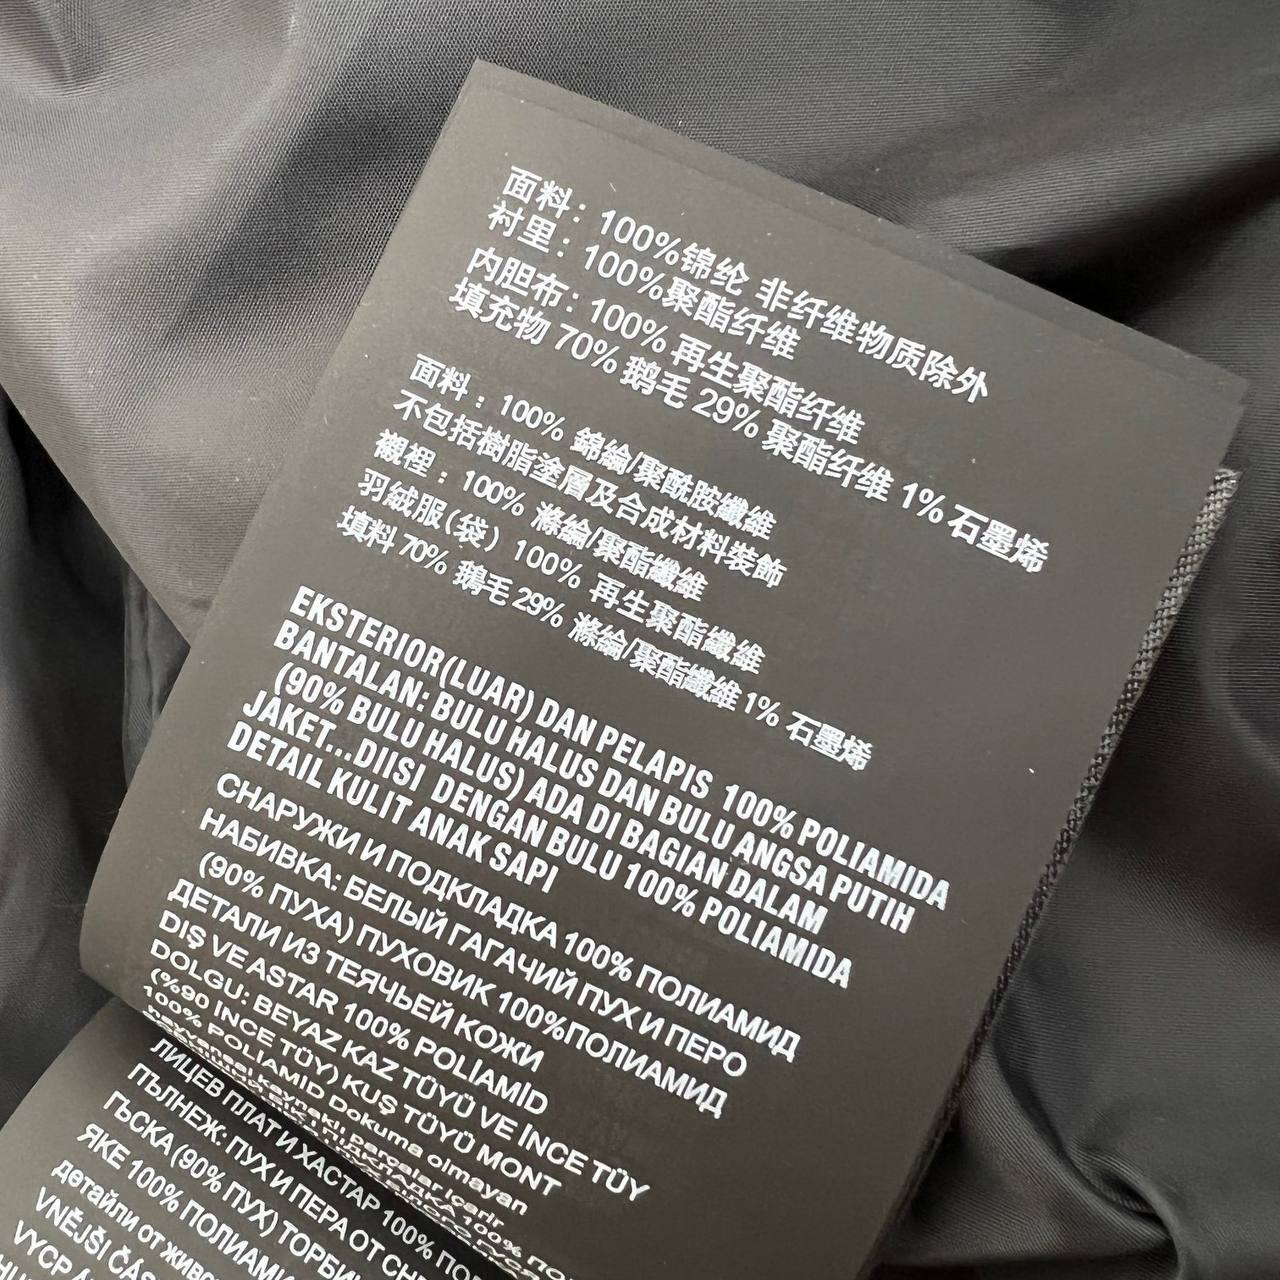 面料：100%锦纶 非纤维物质除外
衬里：100%聚酯纤维
内胆布：100% 再生聚酯纤维
填充物 70% 鹅毛 29% 聚酯纤维 1% 石墨烯
面料：100% 錦綸/聚酰胺纖維
不包括樹脂塗層及合成材料裝飾
襯裡：100% 滌綸/聚酯纖維
羽絨服(袋) 100% 再生聚酯纖維
填料 70% 鵝毛 29% 滌綸/聚酯纖維 1% 石墨烯
EKSTERIOR(LUAR) DAN PELAPIS 100% POLIAMIDA
BANTALAN: BULU HALUS DAN BULU ANGSA PUTIH
(90% BULU HALUS) ADA DI BAGIAN DALAM
JAKET...DIISI DENGAN BULU 100% POLIAMIDA
DETAIL KULIT ANAK SAPI
СНАРУЖИ И ПОДКЛАДКА 100% ПОЛИАМИД
НАБИВКА: БЕЛЫЙ ГАГАЧИЙ ПУХ И ПЕРО
(90% ПУХА) ПУХОВИК 100%ПОЛИАМИД
ДЕТАЛИ ИЗ ТЕЯЧЬЕЙ КОЖИ
DIŞ VE ASTAR 100% POLIAMİD
DOLGU: BEYAZ KAZ TÜYÜ VE INCE TÜY
(%90 INCE TÜY) KUŞ TÜYÜ MONT
100% POLIAMID Dokuma olmayan
hayvansal kaynakli parçalar içerir
ЛИЦЕВ ПЛАТ И ХАСТАР 100%
ПЪЛНЕЖ: ПУХ И ПЕРА ОТ
ГЪСКА (90% ПУХ)
ЯКЕ 100%
детайли от
VNĚJŠÍ